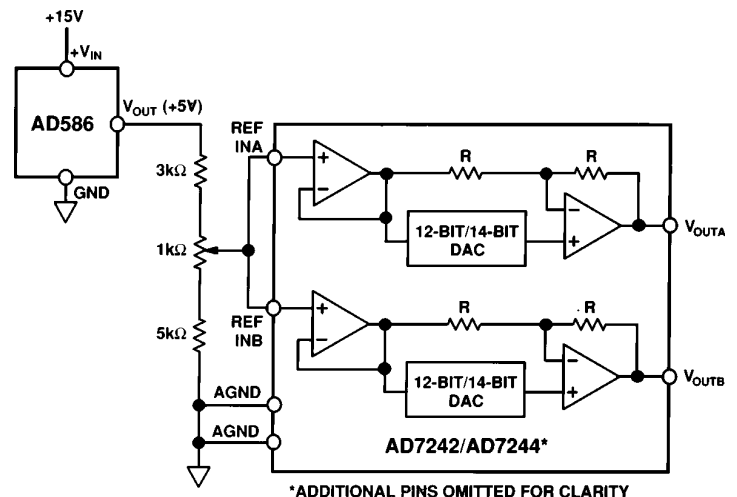 +15V
+VIN
AD586
VOUT (+5V)
GND
3kΩ
1kΩ
5kΩ
REF
INA
R
R
12-BIT/14-BIT
DAC
VOUTA
REF
INB
R
R
12-BIT/14-BIT
DAC
VOUTB
AGND
AGND
AD7242/AD7244*
*ADDITIONAL PINS OMITTED FOR CLARITY